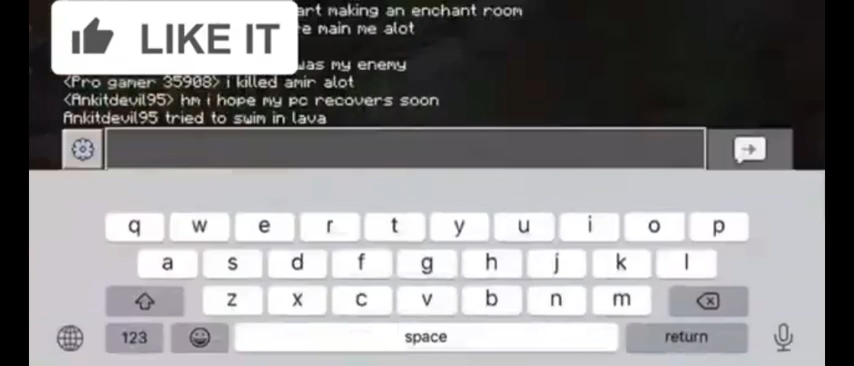 art making an enchant room
LIKE IT
re main me alot
was my enemy
<Pro gamer 35908> i killed amir alot
<Ankitdevil95> hm i hope my pc recovers soon
Ankitdevil95 tried to swim in lava
q w e r t y u i o p
a s d f g h j k l
z x c v b n m
123 space return